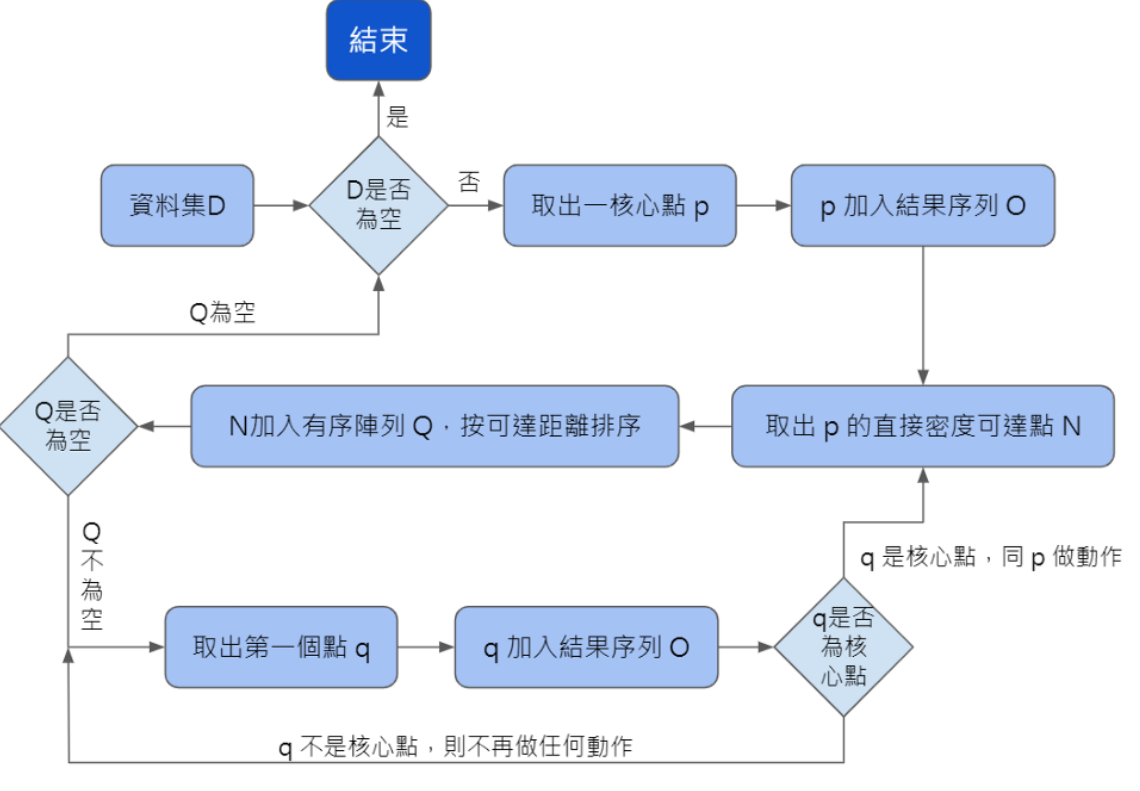 結束
是
資料集D
D是否
為空
否
取出一核心點 p
p 加入結果序列 O
Q為空
Q是否
為空
N加入有序陣列 Q，按可達距離排序
取出 p 的直接密度可達點 N
Q
不
為
空
q 是核心點，同 p 做動作
取出第一個點 q
q 加入結果序列 O
q是否
為核
心點
q 不是核心點，則不再做任何動作